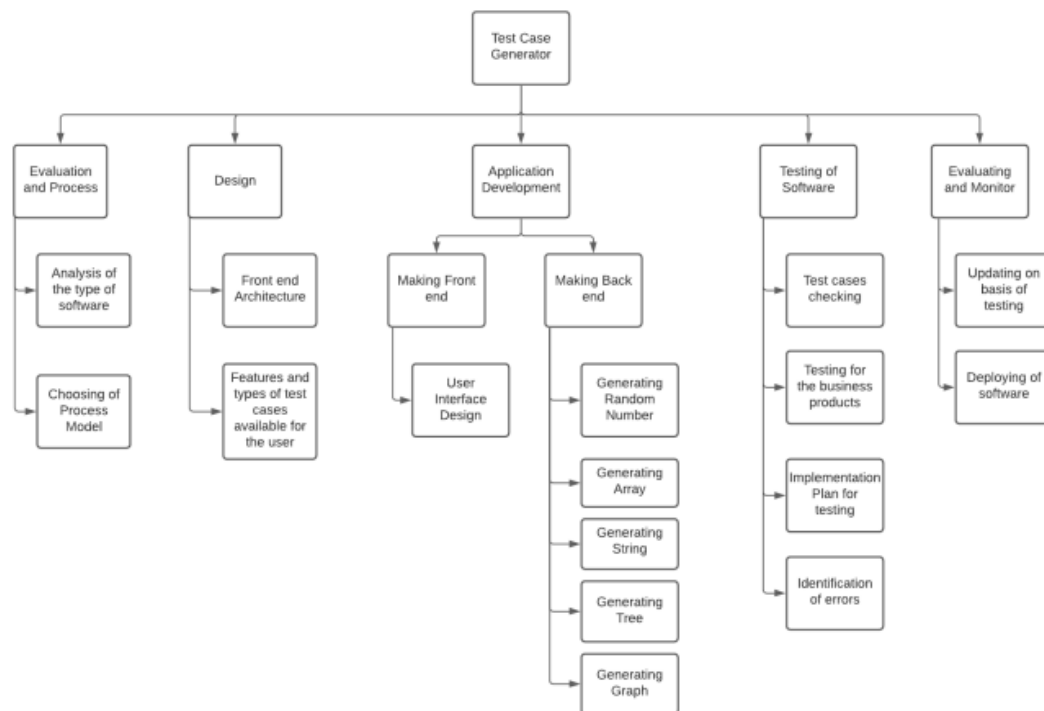 Test Case
Generator
Evaluation
and Process
Design
Application
Development
Testing of
Software
Evaluating
and Monitor
Analysis of
the type of
software
Choosing of
Process
Model
Front end
Architecture
Features and
types of test
cases
available for
the user
Making Front
end
User
Interface
Design
Making Back
end
Generating
Random
Number
Generating
Array
Generating
String
Generating
Tree
Generating
Graph
Test cases
checking
Testing for
the business
products
Implementation
Plan for
testing
Identification
of errors
Updating on
basis of
testing
Deploying of
software